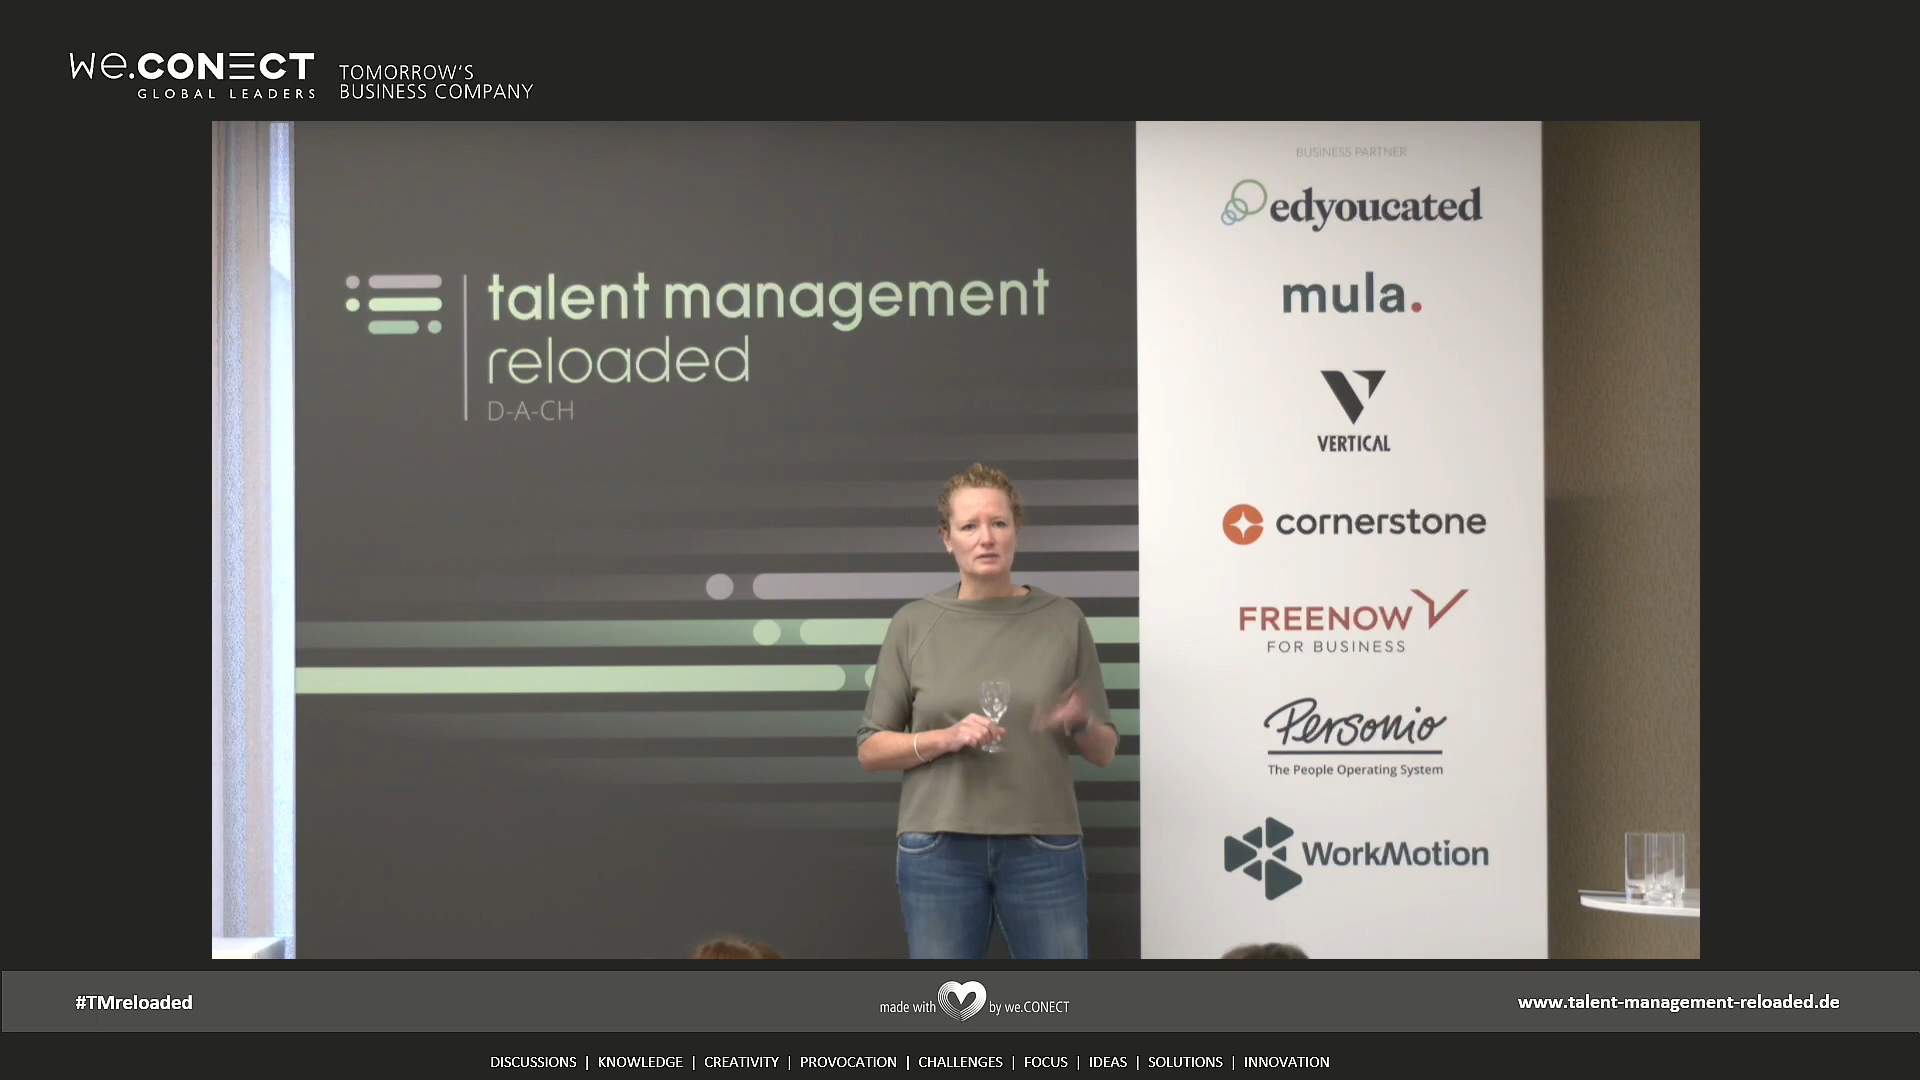 we.CONECT
GLOBAL LEADERS
TOMORROW'S
BUSINESS COMPANY
talent management
reloaded
D-A-CH
BUSINESS PARTNER
edyoucated
mula.
VERTICAL
cornerstone
FREENOW
FOR BUSINESS
Personio
The People Operating System
WorkMotion
#TMreloaded
made with by we.CONECT
www.talent-management-reloaded.de
DISCUSSIONS | KNOWLEDGE | CREATIVITY | PROVOCATION | CHALLENGES | FOCUS | IDEAS | SOLUTIONS | INNOVATION